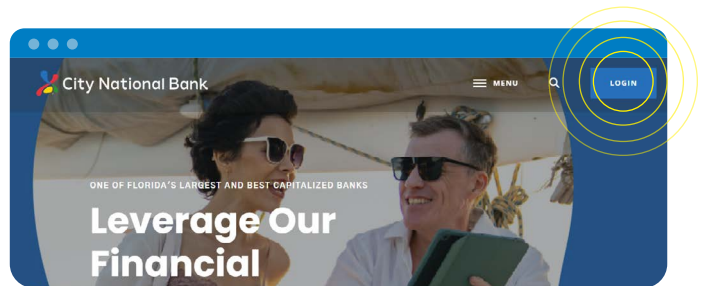 City National Bank
MENU
LOGIN
ONE OF FLORIDA'S LARGEST AND BEST CAPITALIZED BANKS
Leverage Our
Financial